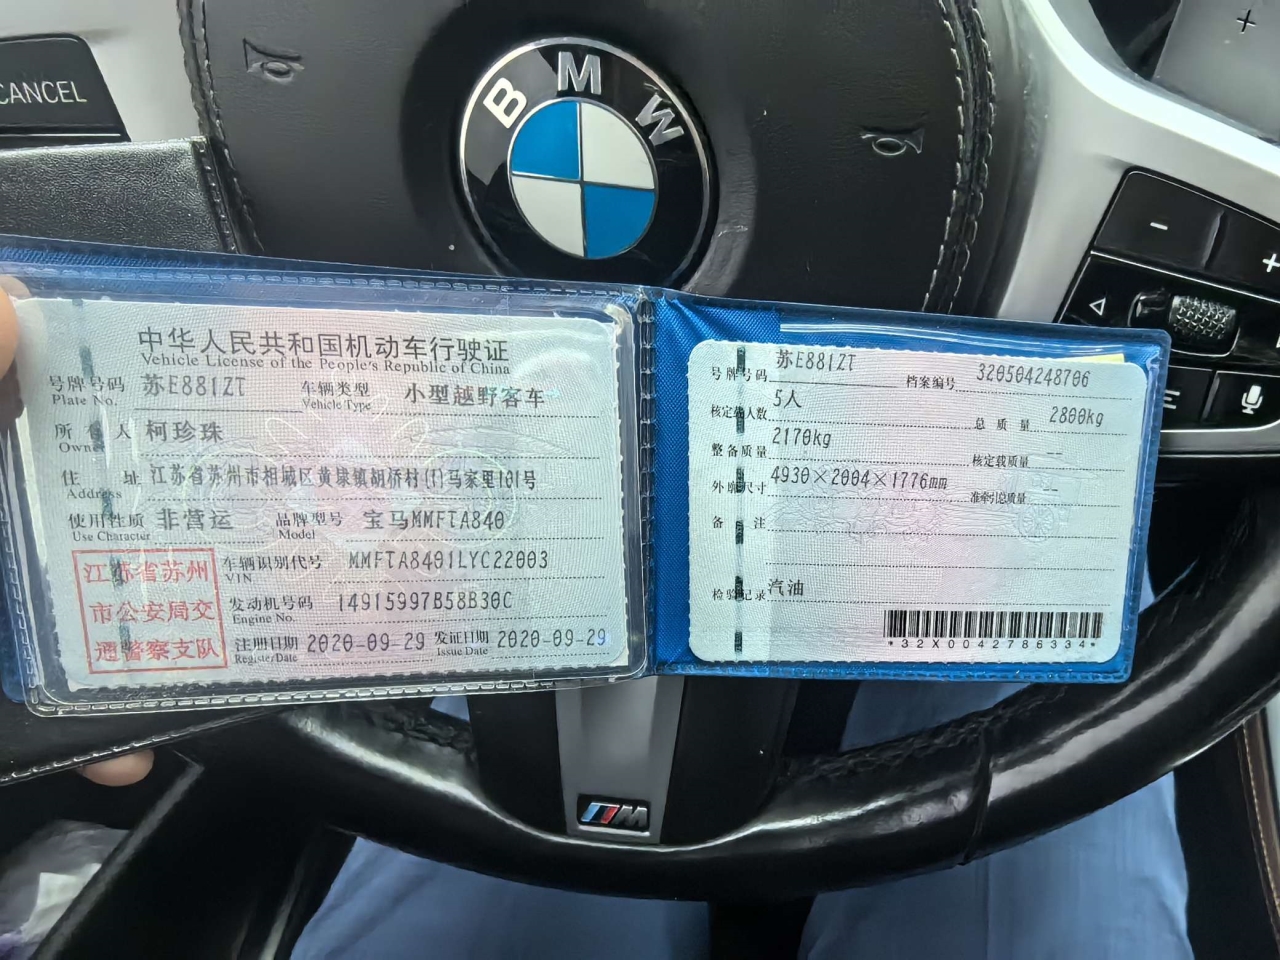 CANCEL
BMW
中华人民共和国机动车行驶证
Vehicle License of the People's Republic of China
号牌号码 苏E881ZT 车辆类型 小型越野客车
Plate No. Vehicle Type
所有人 柯珍珠
Owner
住址 江苏省苏州市相城区黄埭镇胡桥村(1)马家里101号
Address
使用性质 非营运 品牌型号 宝马MMFTA840
Use Character Model
江苏省苏州
市公安局交
通警察支队
车辆识别代号 MMFTA8401LYC22003
VIN
发动机号码 14915997B58B30C
Engine No.
注册日期 2020-09-29 发证日期 2020-09-29
Register Date Issue Date
号牌号码 苏E881ZT 档案编号 320504248706
核定载人数 5人 总质量 2800kg
整备质量 2170kg 核定载质量 --
外廓尺寸 4930×2004×1776mm 准牵引总质量 --
备注
检验记录 汽油
*32X0042786334*
M